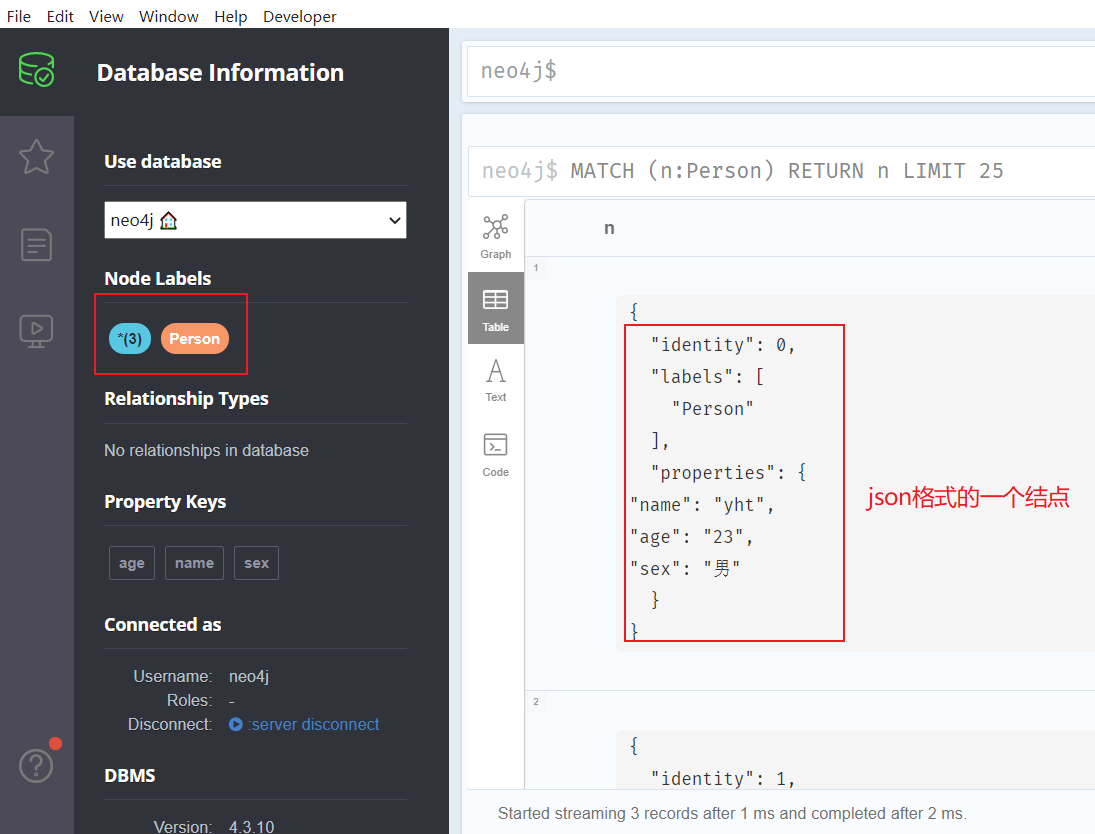 File Edit View Window Help Developer
Database Information
Use database
neo4j
Node Labels
*(3) Person
Relationship Types
No relationships in database
Property Keys
age name sex
Connected as
Username: neo4j
Roles: -
Disconnect: :server disconnect
DBMS
Version: 4.3.10
neo4j$
neo4j$ MATCH (n:Person) RETURN n LIMIT 25
Graph
Table
Text
Code
n
1
{
"identity": 0,
"labels": [
"Person"
],
"properties": {
"name": "yht",
"age": "23",
"sex": "男"
}
}
json格式的一个结点
2
{
"identity": 1,
Started streaming 3 records after 1 ms and completed after 2 ms.